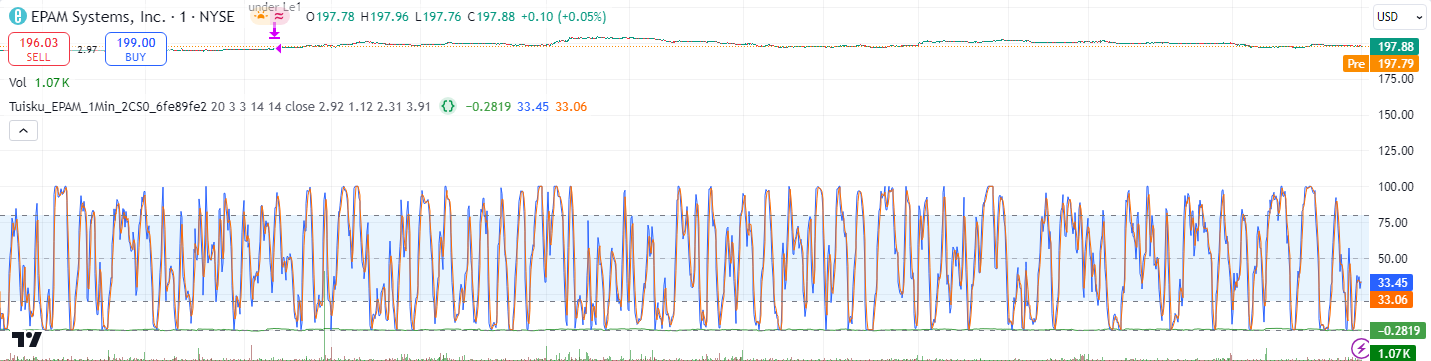 under Le1
EPAM Systems, Inc. · 1 · NYSE O197.78 H197.96 L197.76 C197.88 +0.10 (+0.05%)
USD
196.03 SELL 2.97 199.00 BUY
197.88
Pre 197.79
Vol 1.07 K
175.00
Tuisku_EPAM_1Min_2CS0_6fe89fe2 20 3 3 14 14 close 2.92 1.12 2.31 3.91 −0.2819 33.45 33.06
150.00
125.00
100.00
75.00
50.00
33.45
33.06
−0.2819
1.07 K